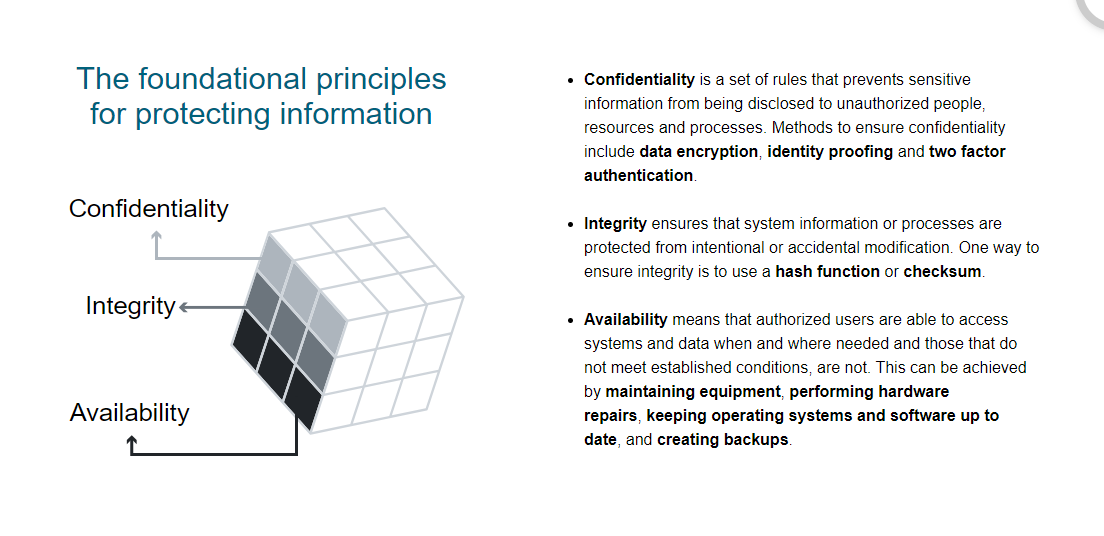 The foundational principles
for protecting information
Confidentiality
Integrity
Availability
• Confidentiality is a set of rules that prevents sensitive
information from being disclosed to unauthorized people,
resources and processes. Methods to ensure confidentiality
include data encryption, identity proofing and two factor
authentication.
• Integrity ensures that system information or processes are
protected from intentional or accidental modification. One way to
ensure integrity is to use a hash function or checksum.
• Availability means that authorized users are able to access
systems and data when and where needed and those that do
not meet established conditions, are not. This can be achieved
by maintaining equipment, performing hardware
repairs, keeping operating systems and software up to
date, and creating backups.